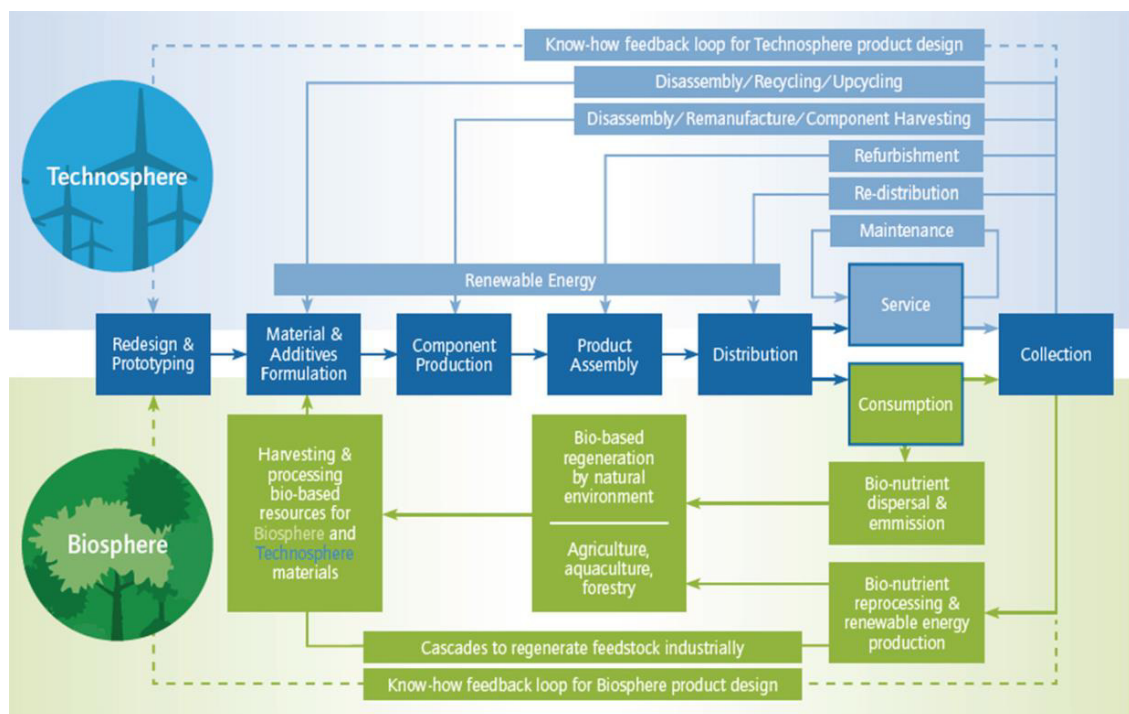 Know-how feedback loop for Technosphere product design
Disassembly/Recycling/Upcycling
Disassembly/Remanufacture/Component Harvesting
Refurbishment
Re-distribution
Maintenance
Technosphere
Renewable Energy
Redesign &
Prototyping
Material &
Additives
Formulation
Component
Production
Product
Assembly
Distribution
Service
Consumption
Collection
Harvesting &
processing
bio-based
resources for
Biosphere and
Technosphere
materials
Bio-based
regeneration
by natural
environment
Agriculture,
aquaculture,
forestry
Bio-nutrient
dispersal &
emmission
Bio-nutrient
reprocessing &
renewable energy
production
Biosphere
Cascades to regenerate feedstock industrially
Know-how feedback loop for Biosphere product design